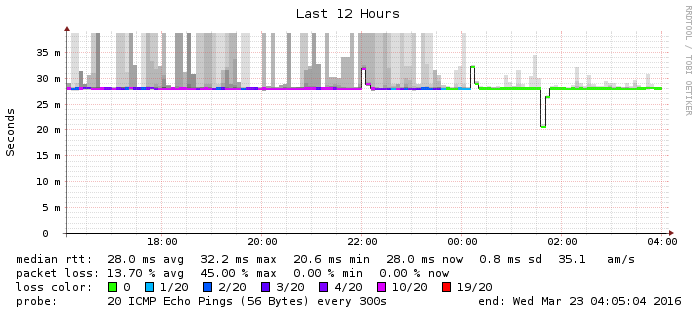 Last 12 Hours
RRDTOOL / TOBI OETIKER
Seconds
35 m
30 m
25 m
20 m
15 m
10 m
5 m
0
18:00 20:00 22:00 00:00 02:00 04:00
median rtt: 28.0 ms avg 32.2 ms max 20.6 ms min 28.0 ms now 0.8 ms sd 35.1 am/s
packet loss: 13.70 % avg 45.00 % max 0.00 % min 0.00 % now
loss color: 0 1/20 2/20 3/20 4/20 10/20 19/20
probe: 20 ICMP Echo Pings (56 Bytes) every 300s end: Wed Mar 23 04:05:04 2016